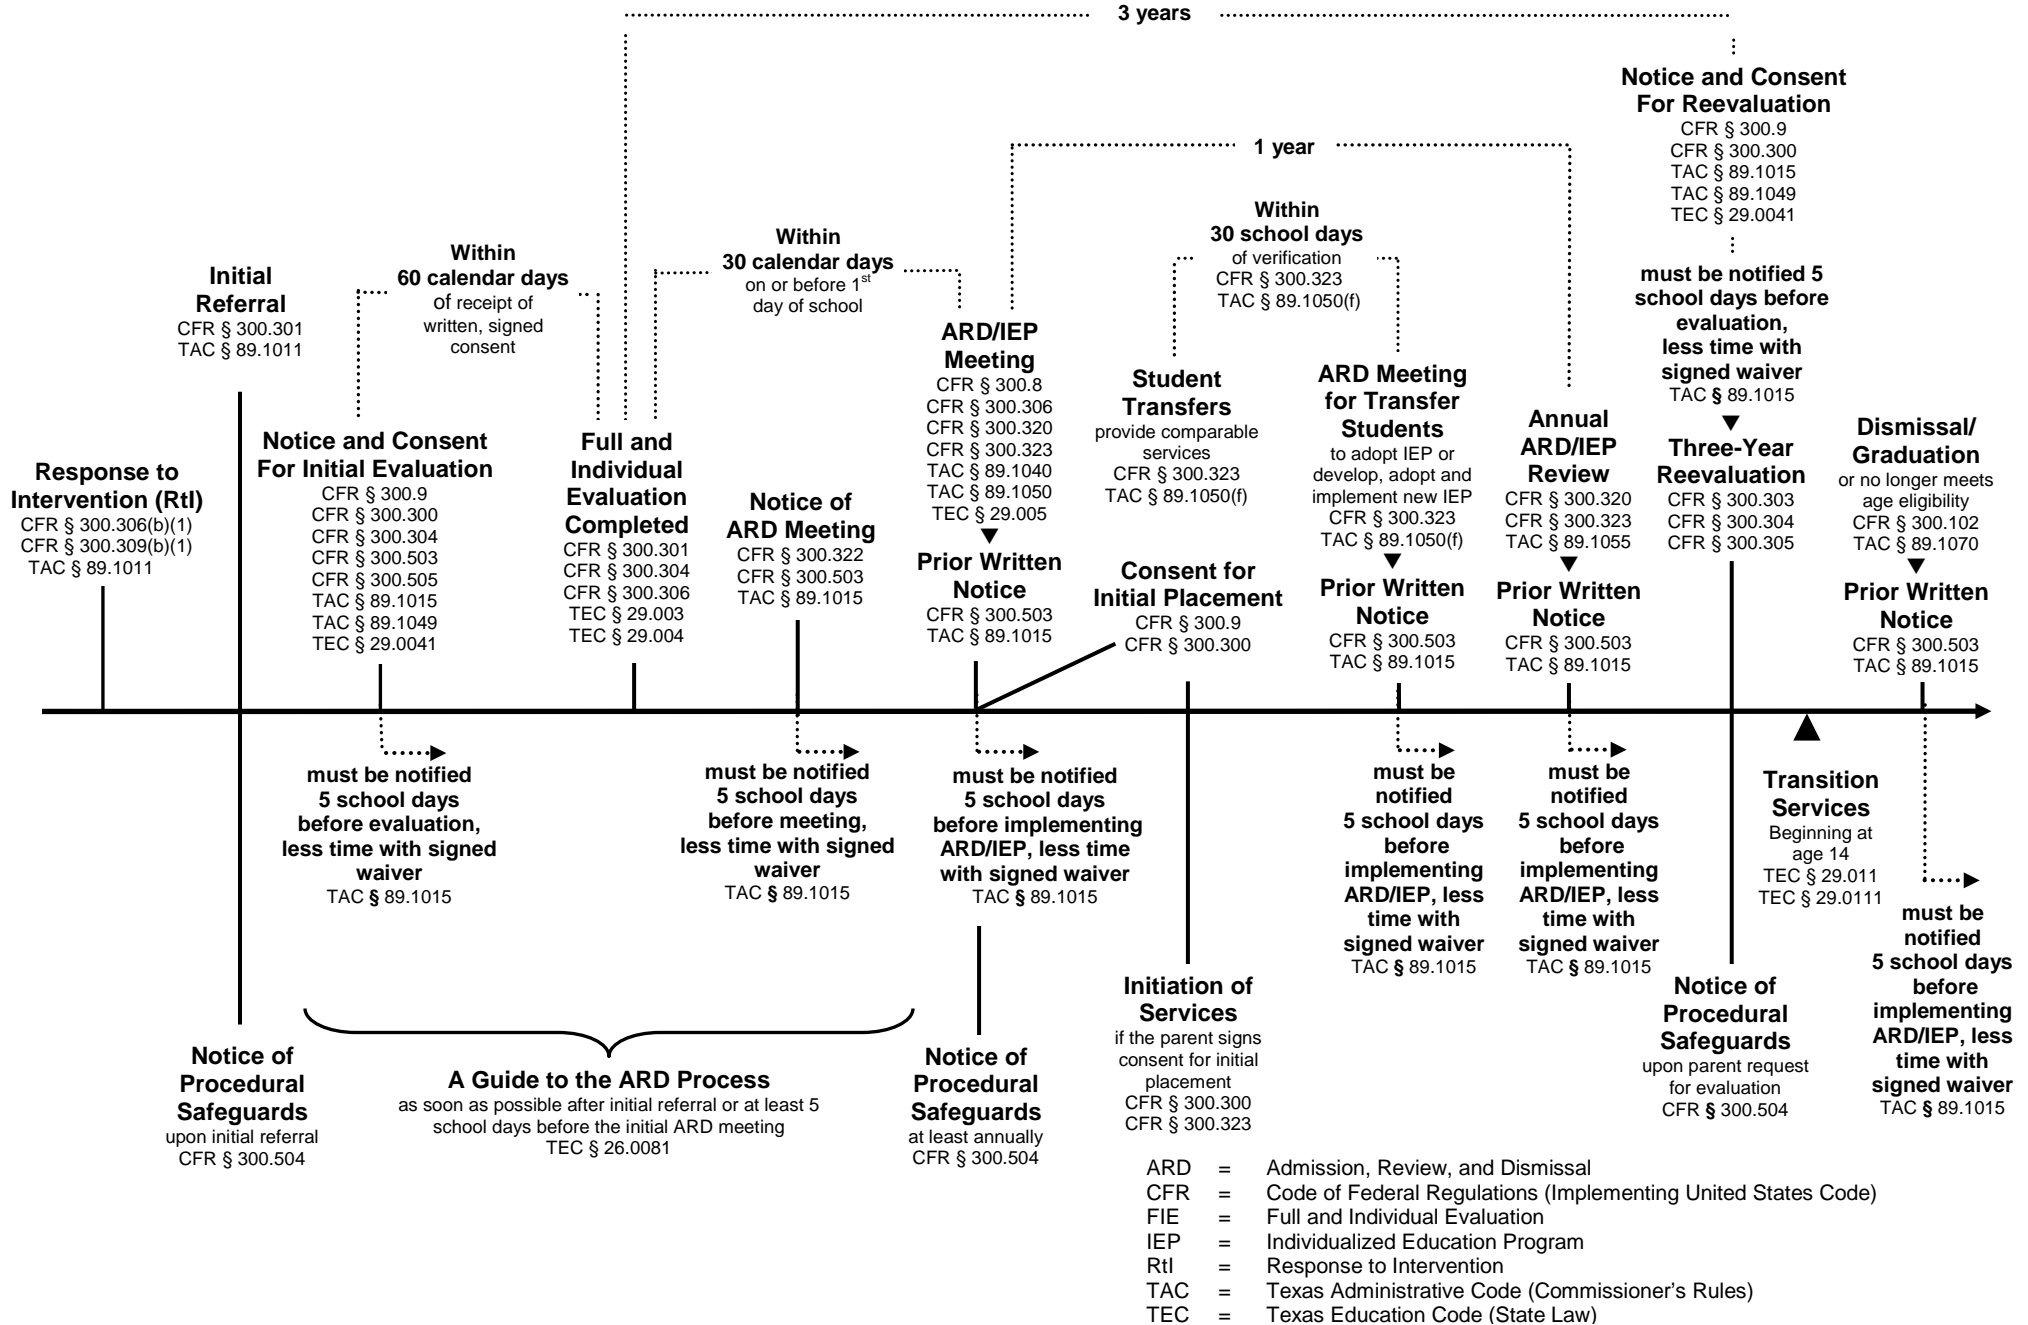 3 years
Notice and Consent
For Reevaluation
CFR § 300.9
CFR § 300.300
TAC § 89.1015
TAC § 89.1049
TEC § 29.0041
must be notified 5
school days before
evaluation,
less time with
signed waiver
TAC § 89.1015
Three-Year
Reevaluation
CFR § 300.303
CFR § 300.304
CFR § 300.305
1 year
Within
30 school days
of verification
CFR § 300.323
TAC § 89.1050(f)
Within
30 calendar days
on or before 1st
day of school
Within
60 calendar days
of receipt of
written, signed
consent
Response to
Intervention (RtI)
CFR § 300.306(b)(1)
CFR § 300.309(b)(1)
TAC § 89.1011
Initial
Referral
CFR § 300.301
TAC § 89.1011
Notice and Consent
For Initial Evaluation
CFR § 300.9
CFR § 300.300
CFR § 300.304
CFR § 300.503
CFR § 300.505
TAC § 89.1015
TAC § 89.1049
TEC § 29.0041
Full and
Individual
Evaluation
Completed
CFR § 300.301
CFR § 300.304
CFR § 300.306
TEC § 29.003
TEC § 29.004
Notice of
ARD Meeting
CFR § 300.322
CFR § 300.503
TAC § 89.1015
ARD/IEP
Meeting
CFR § 300.8
CFR § 300.306
CFR § 300.320
CFR § 300.323
TAC § 89.1040
TAC § 89.1050
TEC § 29.005
Prior Written
Notice
CFR § 300.503
TAC § 89.1015
Student
Transfers
provide comparable
services
CFR § 300.323
TAC § 89.1050(f)
Consent for
Initial Placement
CFR § 300.9
CFR § 300.300
ARD Meeting
for Transfer
Students
to adopt IEP or
develop, adopt and
implement new IEP
CFR § 300.323
TAC § 89.1050(f)
Prior Written
Notice
CFR § 300.503
TAC § 89.1015
Annual
ARD/IEP
Review
CFR § 300.320
CFR § 300.323
TAC § 89.1055
Prior Written
Notice
CFR § 300.503
TAC § 89.1015
Dismissal/
Graduation
or no longer meets
age eligibility
CFR § 300.102
TAC § 89.1070
Prior Written
Notice
CFR § 300.503
TAC § 89.1015
must be notified
5 school days
before evaluation,
less time with signed
waiver
TAC § 89.1015
must be notified
5 school days
before meeting,
less time with signed
waiver
TAC § 89.1015
must be notified
5 school days
before implementing
ARD/IEP, less time
with signed waiver
TAC § 89.1015
must be
notified
5 school days
before
implementing
ARD/IEP, less
time with
signed waiver
TAC § 89.1015
must be
notified
5 school days
before
implementing
ARD/IEP, less
time with
signed waiver
TAC § 89.1015
Transition
Services
Beginning at
age 14
TEC § 29.011
TEC § 29.0111
must be
notified
5 school days
before
implementing
ARD/IEP, less
time with
signed waiver
TAC § 89.1015
Notice of
Procedural
Safeguards
upon initial referral
CFR § 300.504
A Guide to the ARD Process
as soon as possible after initial referral or at least 5
school days before the initial ARD meeting
TEC § 26.0081
Notice of
Procedural
Safeguards
at least annually
CFR § 300.504
Initiation of
Services
if the parent signs
consent for initial
placement
CFR § 300.300
CFR § 300.323
Notice of
Procedural
Safeguards
upon parent request
for evaluation
CFR § 300.504
ARD = Admission, Review, and Dismissal
CFR = Code of Federal Regulations (Implementing United States Code)
FIE = Full and Individual Evaluation
IEP = Individualized Education Program
RtI = Response to Intervention
TAC = Texas Administrative Code (Commissioner's Rules)
TEC = Texas Education Code (State Law)